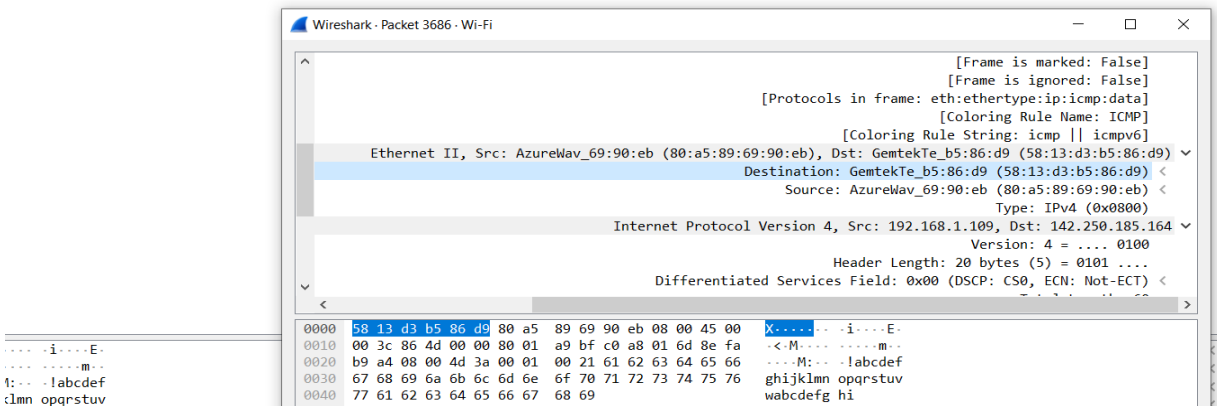 Wireshark · Packet 3686 · Wi-Fi
[Frame is marked: False]
[Frame is ignored: False]
[Protocols in frame: eth:ethertype:ip:icmp:data]
[Coloring Rule Name: ICMP]
[Coloring Rule String: icmp || icmpv6]
Ethernet II, Src: AzureWav_69:90:eb (80:a5:89:69:90:eb), Dst: GemtekTe_b5:86:d9 (58:13:d3:b5:86:d9)
Destination: GemtekTe_b5:86:d9 (58:13:d3:b5:86:d9)
Source: AzureWav_69:90:eb (80:a5:89:69:90:eb)
Type: IPv4 (0x0800)
Internet Protocol Version 4, Src: 192.168.1.109, Dst: 142.250.185.164
Version: 4 = .... 0100
Header Length: 20 bytes (5) = 0101 ....
Differentiated Services Field: 0x00 (DSCP: CS0, ECN: Not-ECT)
0000 58 13 d3 b5 86 d9 80 a5 89 69 90 eb 08 00 45 00 X······· ·i····E·
0010 00 3c 86 4d 00 00 80 01 a9 bf c0 a8 01 6d 8e fa ·<·M···· ·····m··
0020 b9 a4 08 00 4d 3a 00 01 00 21 61 62 63 64 65 66 ····M:·· ·!abcdef
0030 67 68 69 6a 6b 6c 6d 6e 6f 70 71 72 73 74 75 76 ghijklmn opqrstuv
0040 77 61 62 63 64 65 66 67 68 69 wabcdefg hi
···· ·i····E·
···· ·····m··
M:·· ·!abcdef
klmn opqrstuv